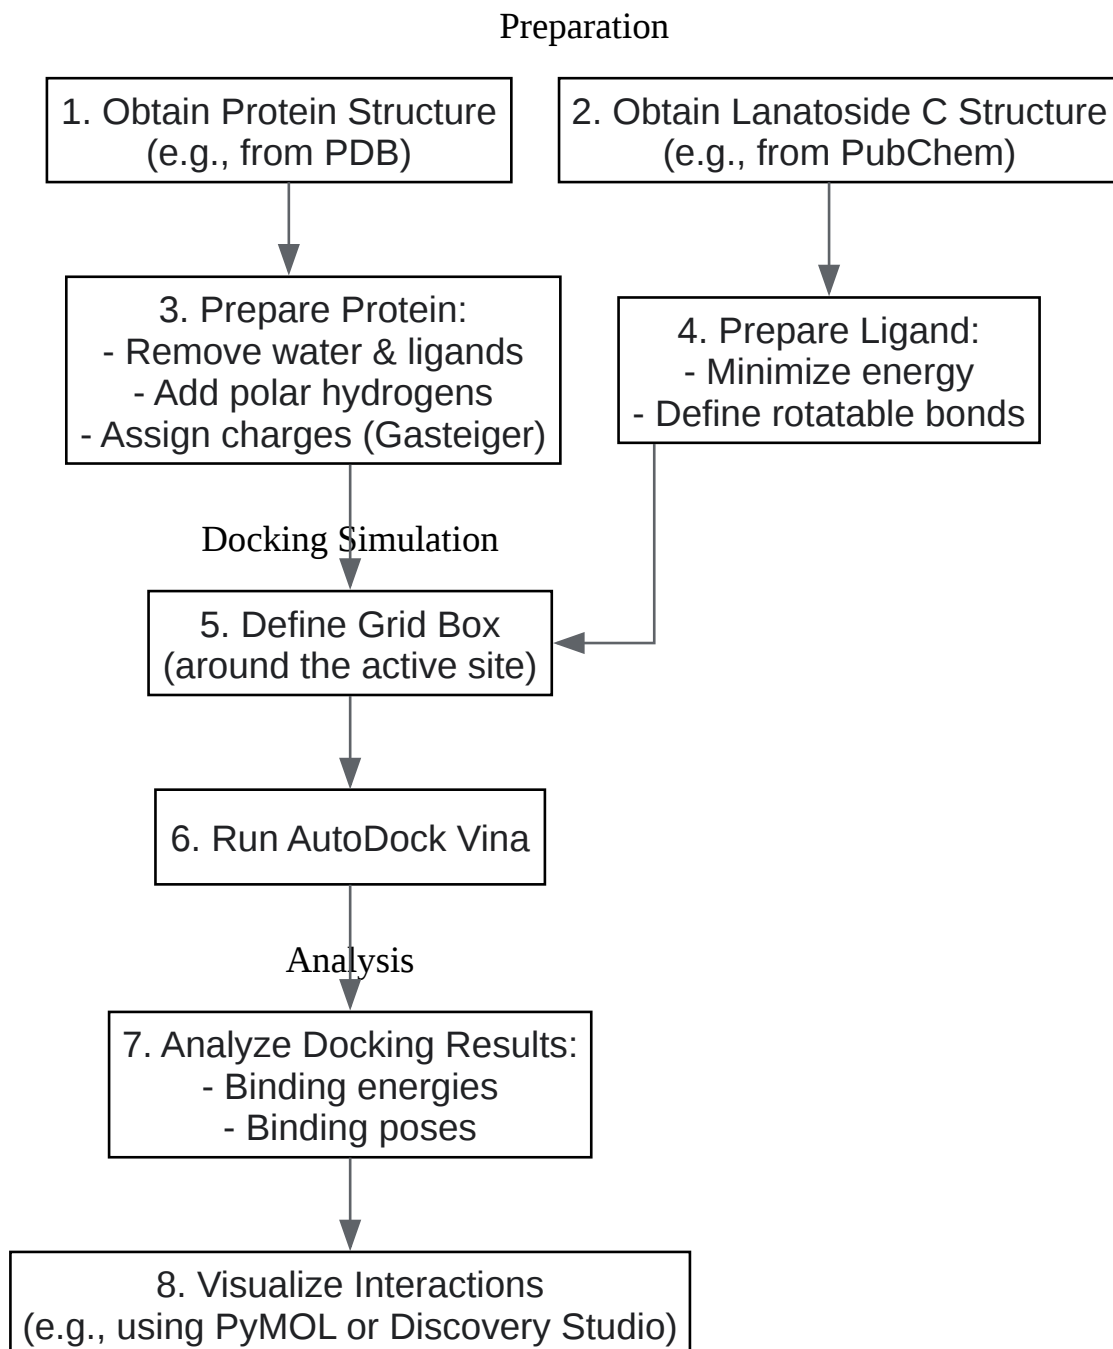 Preparation
1. Obtain Protein Structure
(e.g., from PDB)
2. Obtain Lanatoside C Structure
(e.g., from PubChem)
3. Prepare Protein:
- Remove water & ligands
- Add polar hydrogens
- Assign charges (Gasteiger)
4. Prepare Ligand:
- Minimize energy
- Define rotatable bonds
Docking Simulation
5. Define Grid Box
(around the active site)
6. Run AutoDock Vina
Analysis
7. Analyze Docking Results:
- Binding energies
- Binding poses
8. Visualize Interactions
(e.g., using PyMOL or Discovery Studio)